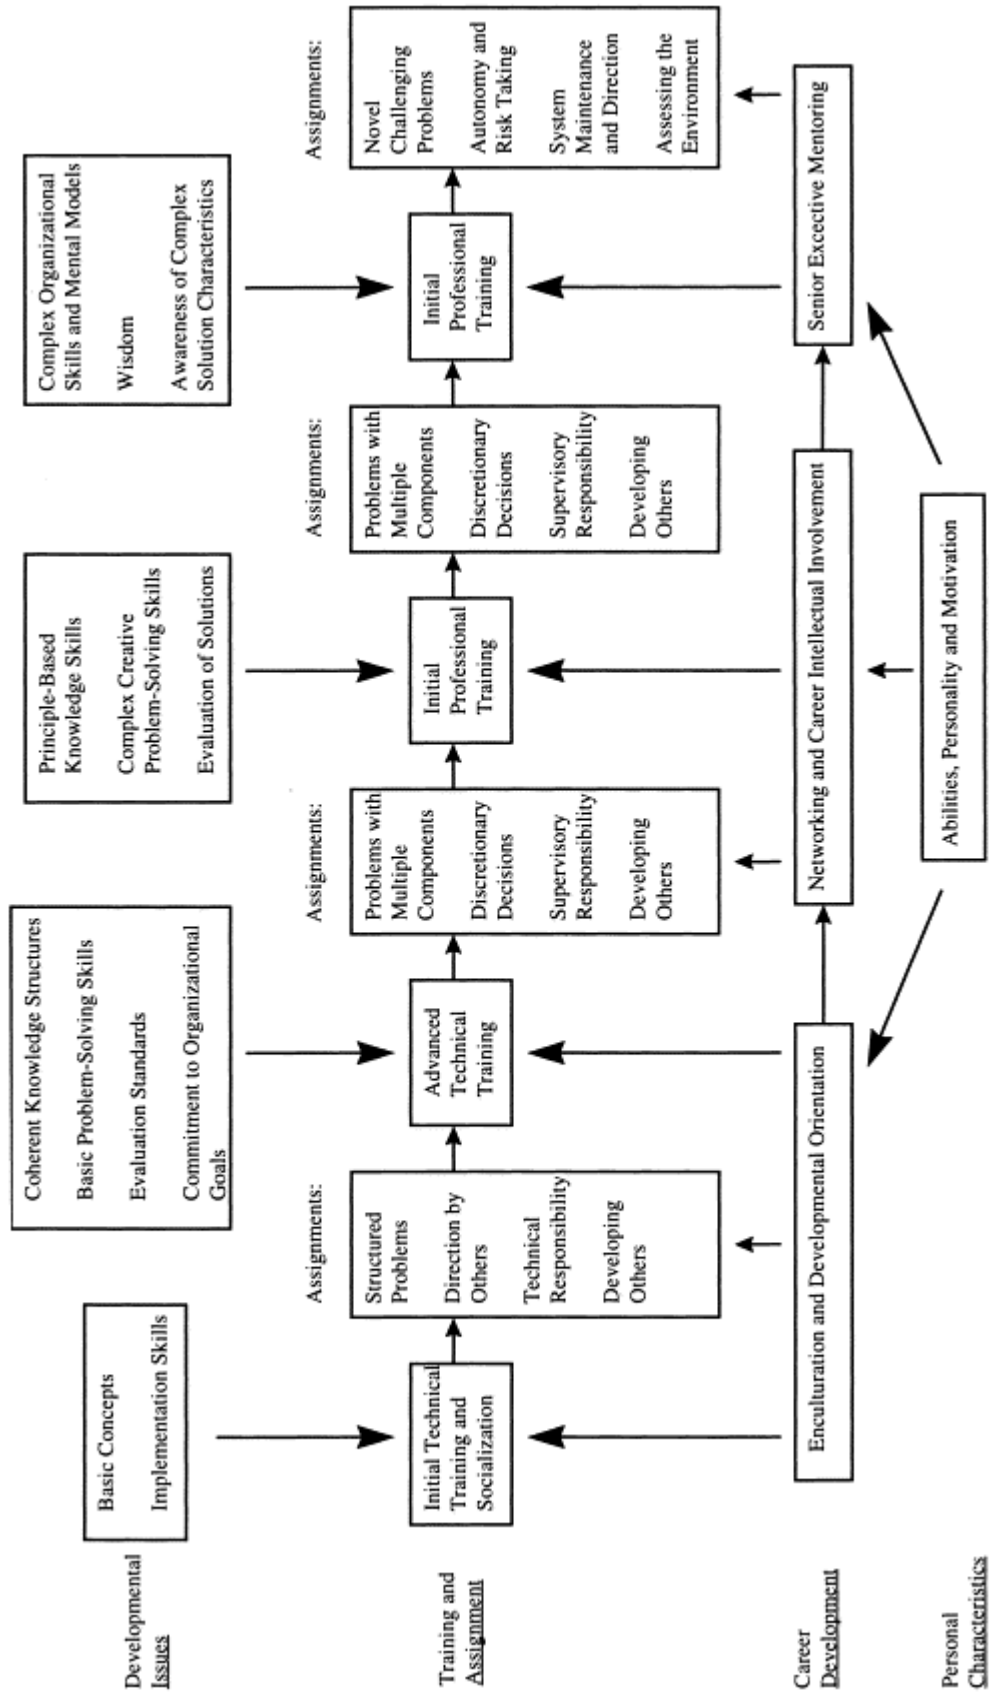 Developmental
Issues
Basic Concepts
Implementation Skills
Coherent Knowledge Structures
Basic Problem-Solving Skills
Evaluation Standards
Commitment to Organizational
Goals
Principle-Based
Knowledge Skills
Complex Creative
Problem-Solving Skills
Evaluation of Solutions
Complex Organizational
Skills and Mental Models
Wisdom
Awareness of Complex
Solution Characteristics
Training and
Assignment
Initial Technical
Training and
Socialization
Assignments:
Structured
Problems
Direction by
Others
Technical
Responsibility
Developing
Others
Advanced
Technical
Training
Assignments:
Problems with
Multiple
Components
Discretionary
Decisions
Supervisory
Responsibility
Developing
Others
Initial
Professional
Training
Assignments:
Problems with
Multiple
Components
Discretionary
Decisions
Supervisory
Responsibility
Developing
Others
Initial
Professional
Training
Assignments:
Novel
Challenging
Problems
Autonomy and
Risk Taking
System
Maintenance
and Direction
Assessing the
Environment
Career
Development
Enculturation and Developmental Orientation
Networking and Career Intellectual Involvement
Senior Excective Mentoring
Personal
Characteristics
Abilities, Personality and Motivation